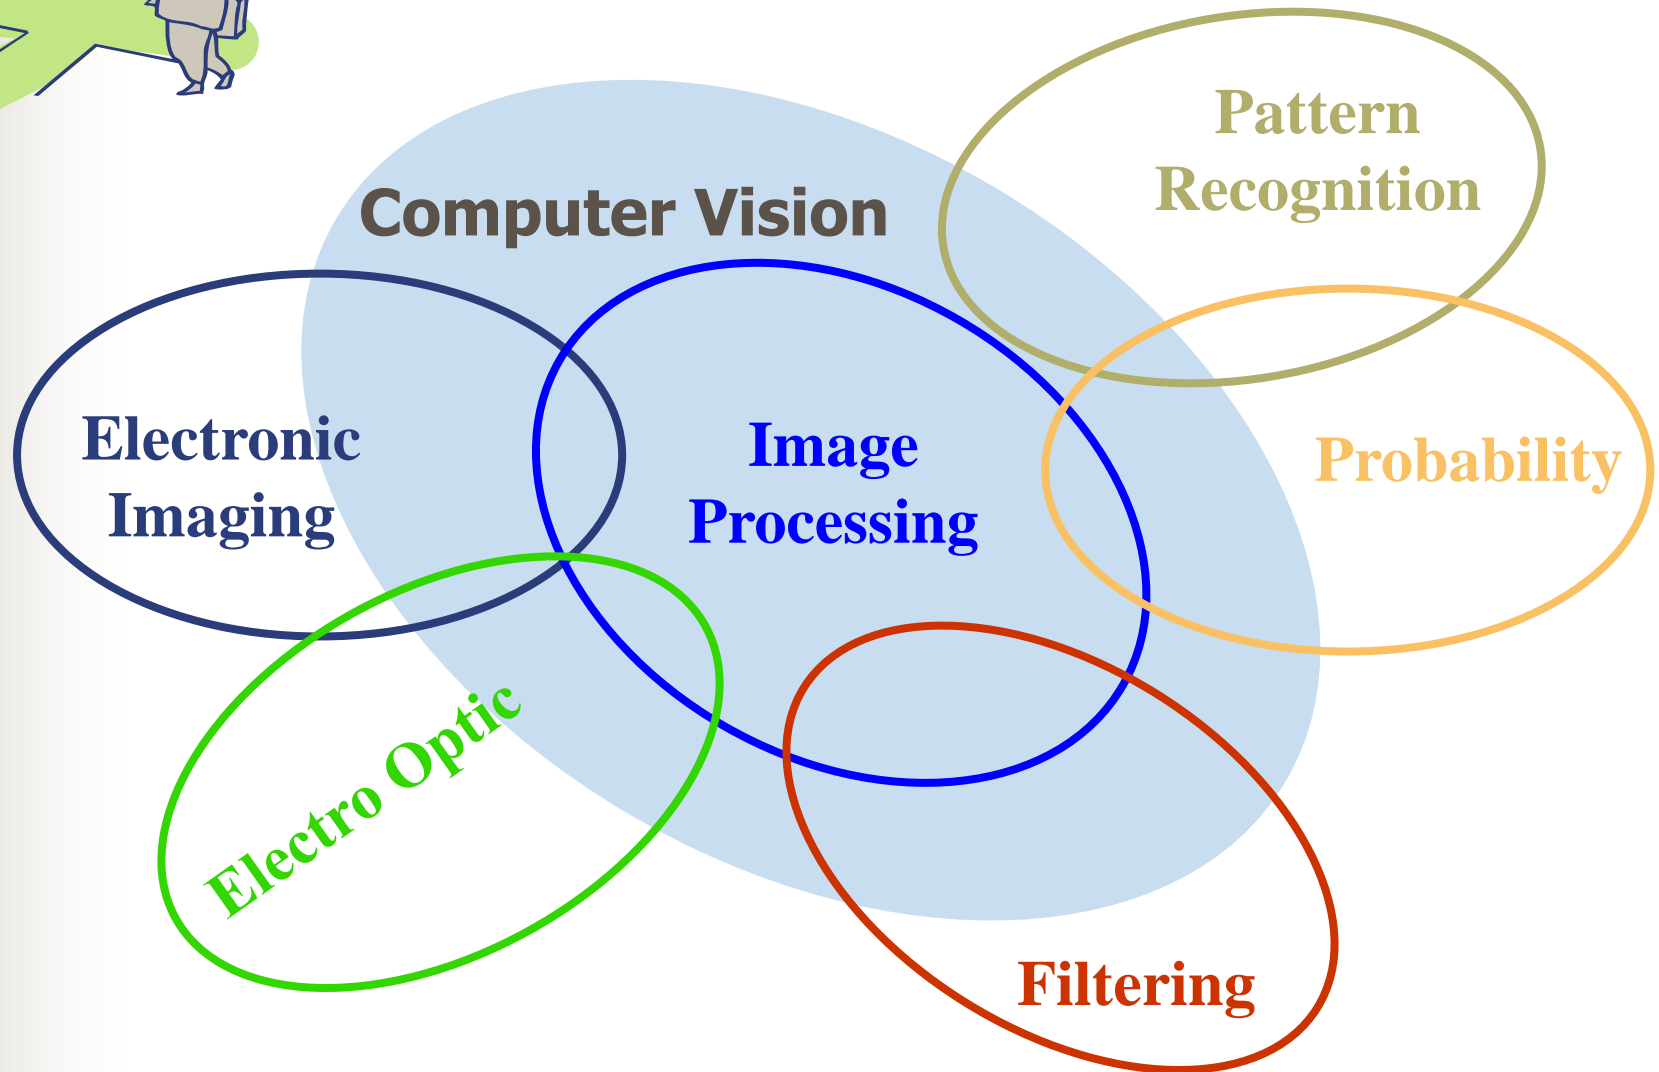 Pattern
Recognition
Computer Vision
Electronic
Imaging
Image
Processing
Probability
Electro Optic
Filtering